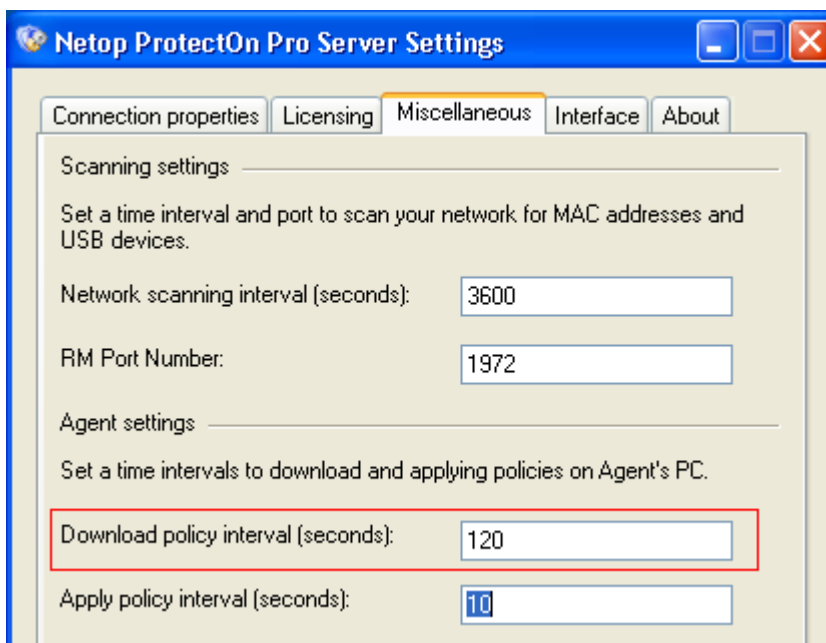 Netop ProtectOn Pro Server Settings
Connection properties Licensing Miscellaneous Interface About
Scanning settings
Set a time interval and port to scan your network for MAC addresses and
USB devices.
Network scanning interval (seconds): 3600
RM Port Number: 1972
Agent settings
Set a time intervals to download and applying policies on Agent's PC.
Download policy interval (seconds): 120
Apply policy interval (seconds): 10